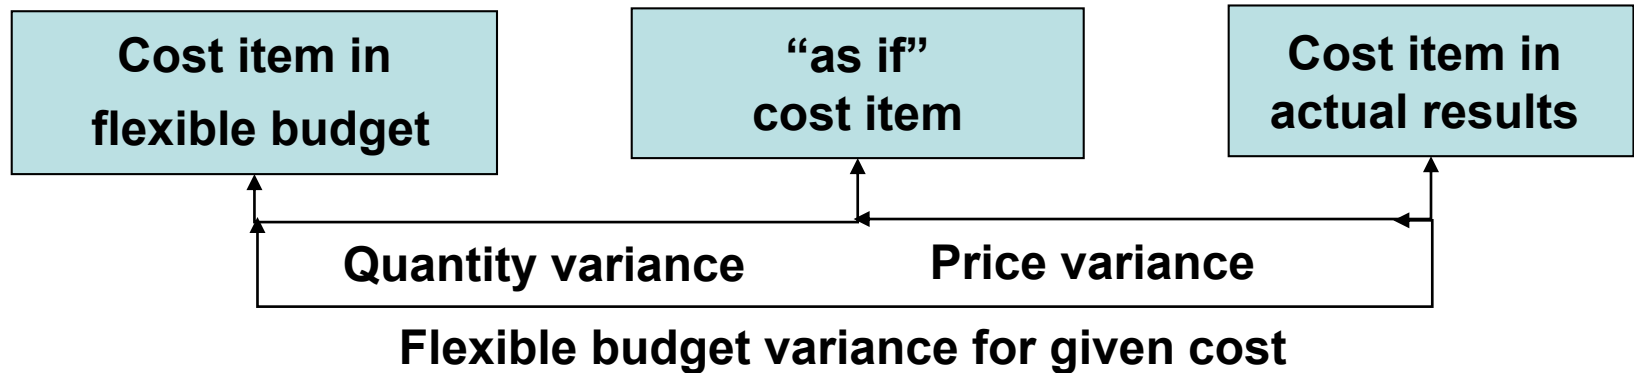 Cost item in
flexible budget
“as if”
cost item
Cost item in
actual results
Quantity variance
Price variance
Flexible budget variance for given cost